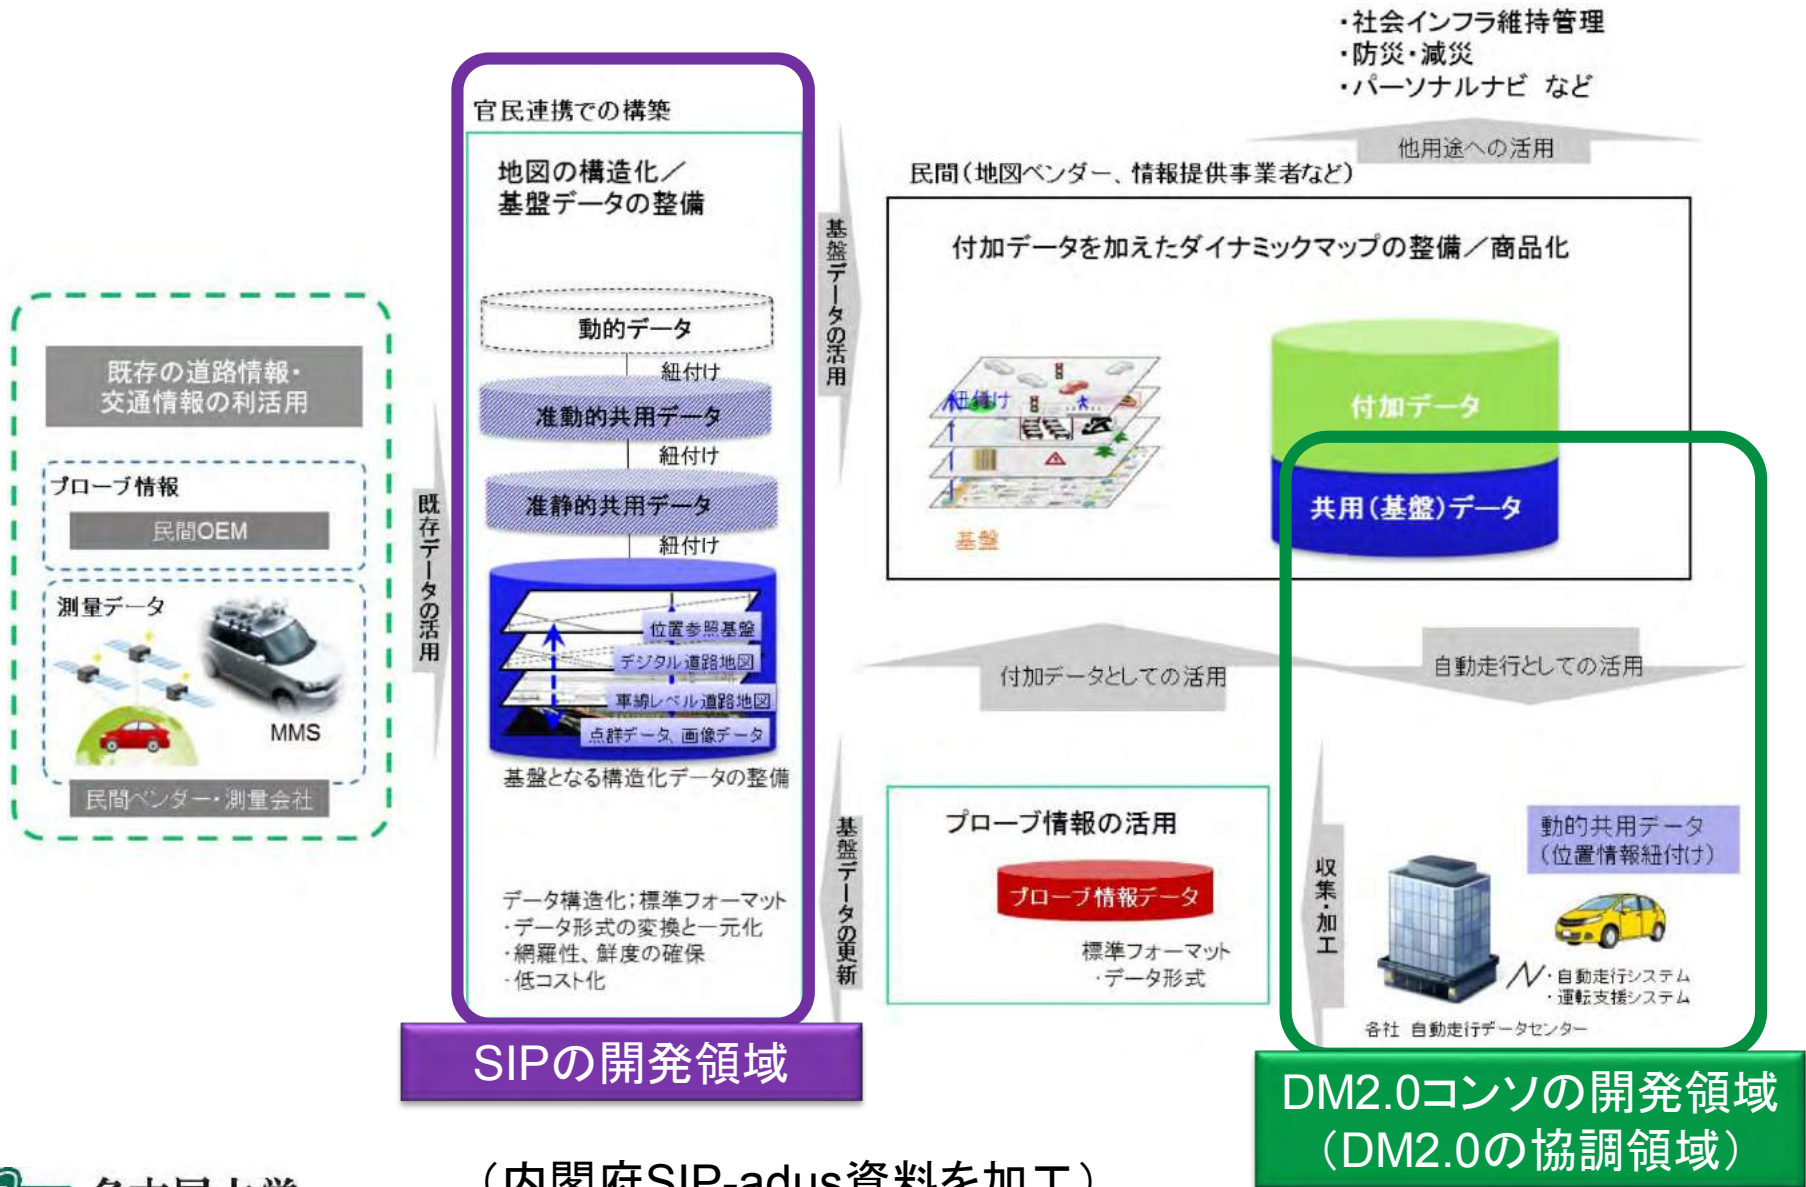 ・社会インフラ維持管理
・防災・減災
・パーソナルナビ など
他用途への活用
官民連携での構築
地図の構造化／
基盤データの整備
動的データ
紐付け
准動的共用データ
紐付け
准静的共用データ
紐付け
位置参照基盤
デジタル道路地図
車線レベル道路地図
点群データ、画像データ
基盤となる構造化データの整備
データ構造化；標準フォーマット
・データ形式の変換と一元化
・網羅性、鮮度の確保
・低コスト化
SIPの開発領域
既存の道路情報・
交通情報の利活用
プローブ情報
民間OEM
測量データ
MMS
民間ベンダー・測量会社
既存データの活用
基盤データの活用
民間（地図ベンダー、情報提供事業者など）
付加データを加えたダイナミックマップの整備／商品化
紐付け
基盤
付加データ
共用（基盤）データ
付加データとしての活用
自動走行としての活用
基盤データの更新
プローブ情報の活用
プローブ情報データ
標準フォーマット
・データ形式
収集・加工
動的共用データ
（位置情報紐付け）
・自動走行システム
・運転支援システム
各社 自動走行データセンター
DM2.0コンソの開発領域
（DM2.0の協調領域）
（内閣府SIP-adus資料を加工）